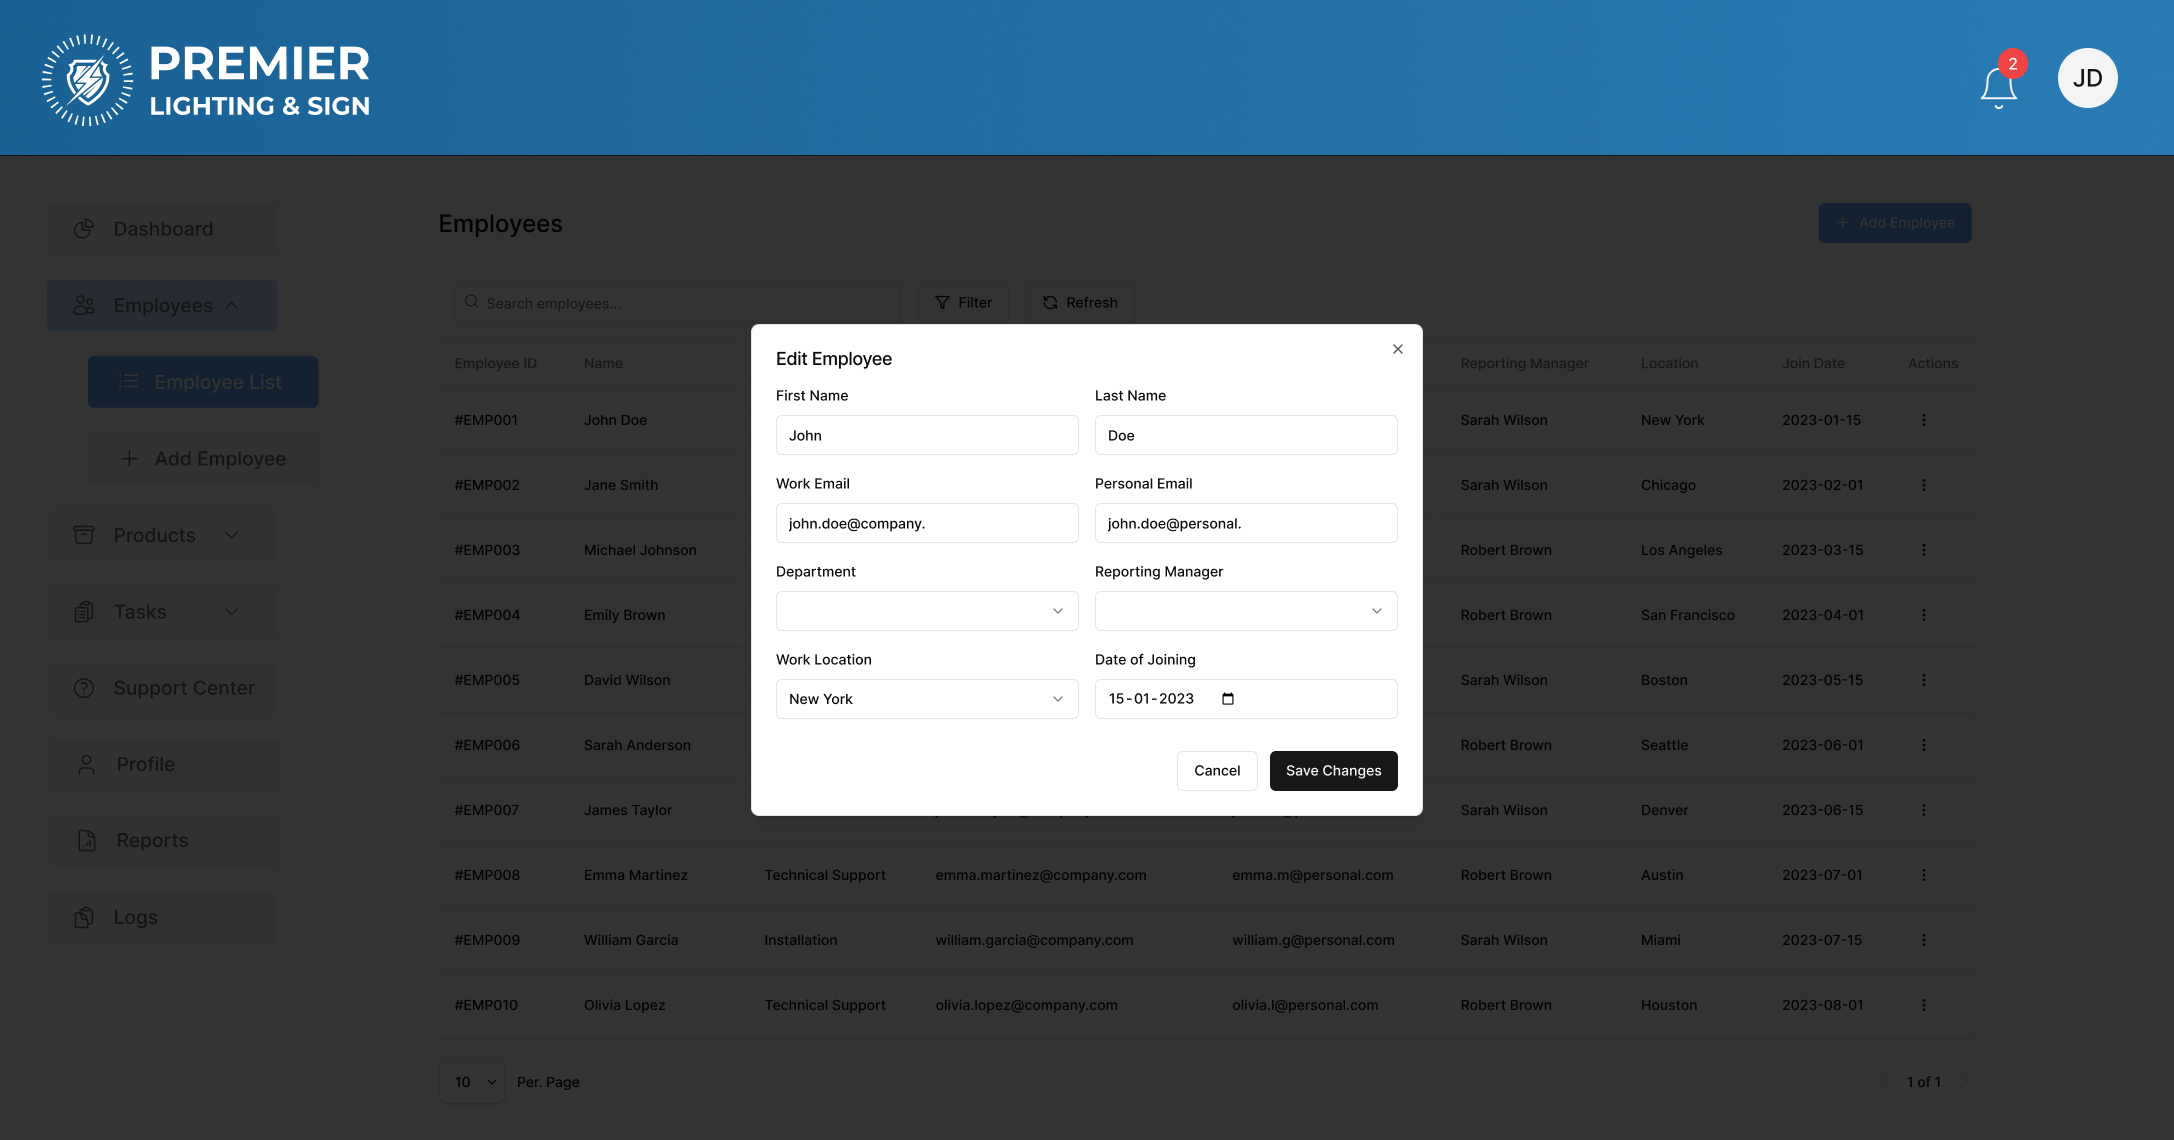 PREMIER
LIGHTING & SIGN
2
JD
Dashboard
Employees
Employee List
Add Employee
Products
Tasks
Support Center
Profile
Reports
Logs
Employees
+ Add Employee
Search employees...
Filter
Refresh
Employee ID Name Reporting Manager Location Join Date Actions
#EMP001 John Doe Sarah Wilson New York 2023-01-15
#EMP002 Jane Smith Sarah Wilson Chicago 2023-02-01
#EMP003 Michael Johnson Robert Brown Los Angeles 2023-03-15
#EMP004 Emily Brown Robert Brown San Francisco 2023-04-01
#EMP005 David Wilson Sarah Wilson Boston 2023-05-15
#EMP006 Sarah Anderson Robert Brown Seattle 2023-06-01
#EMP007 James Taylor Sarah Wilson Denver 2023-06-15
#EMP008 Emma Martinez Technical Support emma.martinez@company.com emma.m@personal.com Robert Brown Austin 2023-07-01
#EMP009 William Garcia Installation william.garcia@company.com william.g@personal.com Sarah Wilson Miami 2023-07-15
#EMP010 Olivia Lopez Technical Support olivia.lopez@company.com olivia.l@personal.com Robert Brown Houston 2023-08-01
10 Per. Page
1 of 1
Edit Employee
First Name Last Name
John Doe
Work Email Personal Email
john.doe@company. john.doe@personal.
Department Reporting Manager
Work Location Date of Joining
New York 15-01-2023
Cancel Save Changes